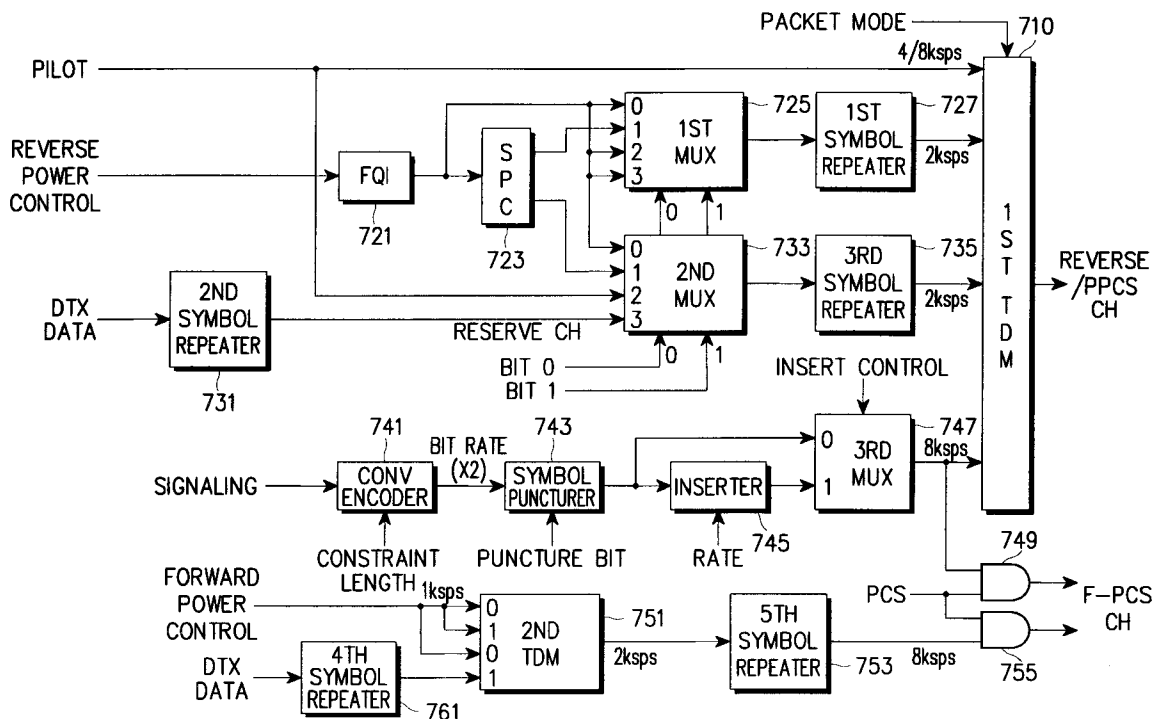 PACKET MODE
710
PILOT
4/8ksps
REVERSE
POWER
CONTROL
FQI
721
S
P
C
723
0
1
2
3
1ST
MUX
725
1ST
SYMBOL
REPEATER
727
2ksps
0
1
0
1
2
3
2ND
MUX
733
3RD
SYMBOL
REPEATER
735
2ksps
1ST TDM
REVERSE
/PPCS
CH
DTX
DATA
2ND
SYMBOL
REPEATER
731
RESERVE CH
BIT 0
BIT 1
0
1
INSERT CONTROL
SIGNALING
741
CONV
ENCODER
CONSTRAINT
LENGTH
BIT RATE
(X2)
743
SYMBOL
PUNCTURER
PUNCTURE BIT
INSERTER
745
RATE
0
1
3RD
MUX
747
8ksps
749
FORWARD
POWER
CONTROL
1ksps
0
1
0
1
2ND
TDM
751
2ksps
5TH
SYMBOL
REPEATER
753
8ksps
PCS
F-PCS
CH
755
DTX
DATA
4TH
SYMBOL
REPEATER
761